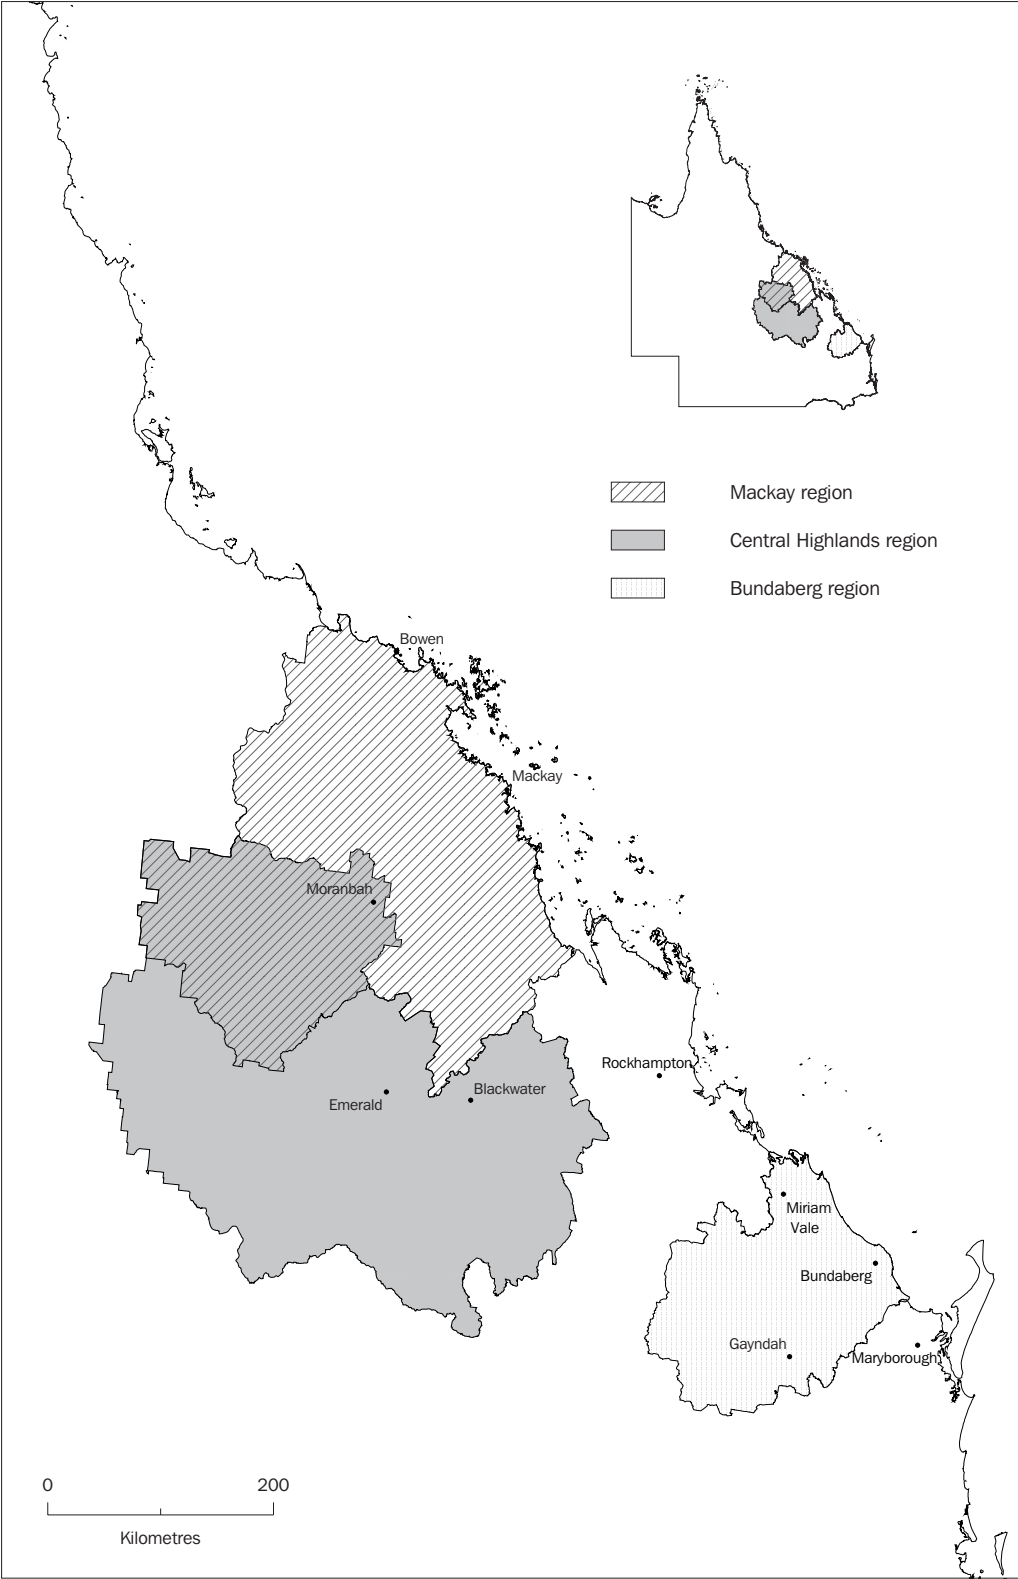 Mackay region
Central Highlands region
Bundaberg region
Bowen
Mackay
Moranbah
Rockhampton
Blackwater
Emerald
Miriam
Vale
Bundaberg
Gayndah
Maryborough
0
200
Kilometres